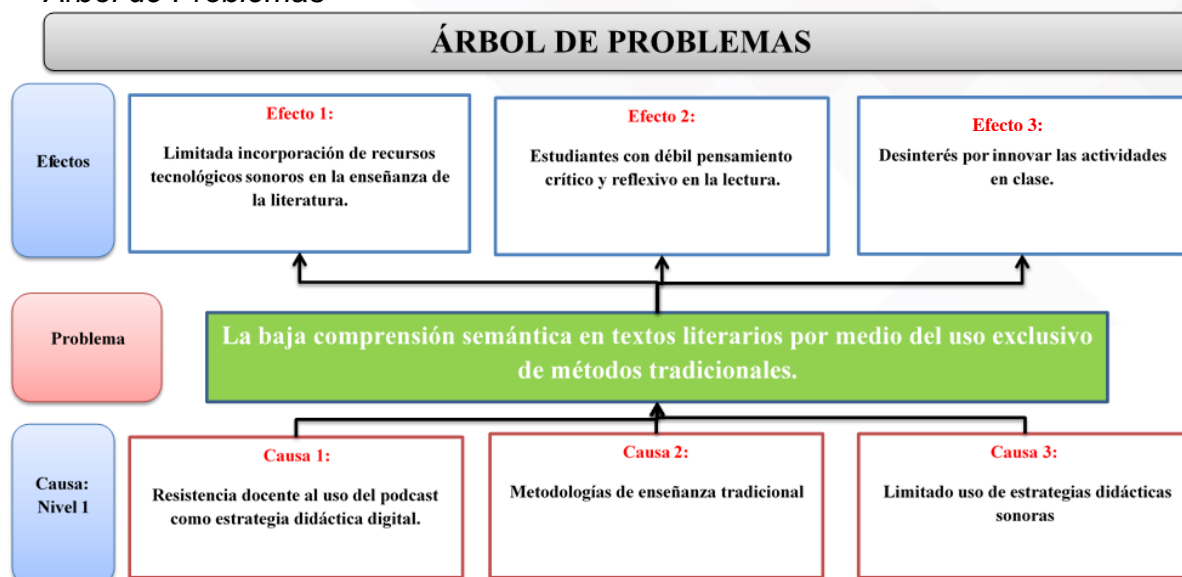 Árbol de Problemas
ÁRBOL DE PROBLEMAS
Efectos
Efecto 1:
Limitada incorporación de recursos
tecnológicos sonoros en la enseñanza de
la literatura.
Efecto 2:
Estudiantes con débil pensamiento
crítico y reflexivo en la lectura.
Efecto 3:
Desinterés por innovar las actividades
en clase.
Problema
La baja comprensión semántica en textos literarios por medio del uso exclusivo
de métodos tradicionales.
Causa:
Nivel 1
Causa 1:
Resistencia docente al uso del podcast
como estrategia didáctica digital.
Causa 2:
Metodologías de enseñanza tradicional
Causa 3:
Limitado uso de estrategias didácticas
sonoras